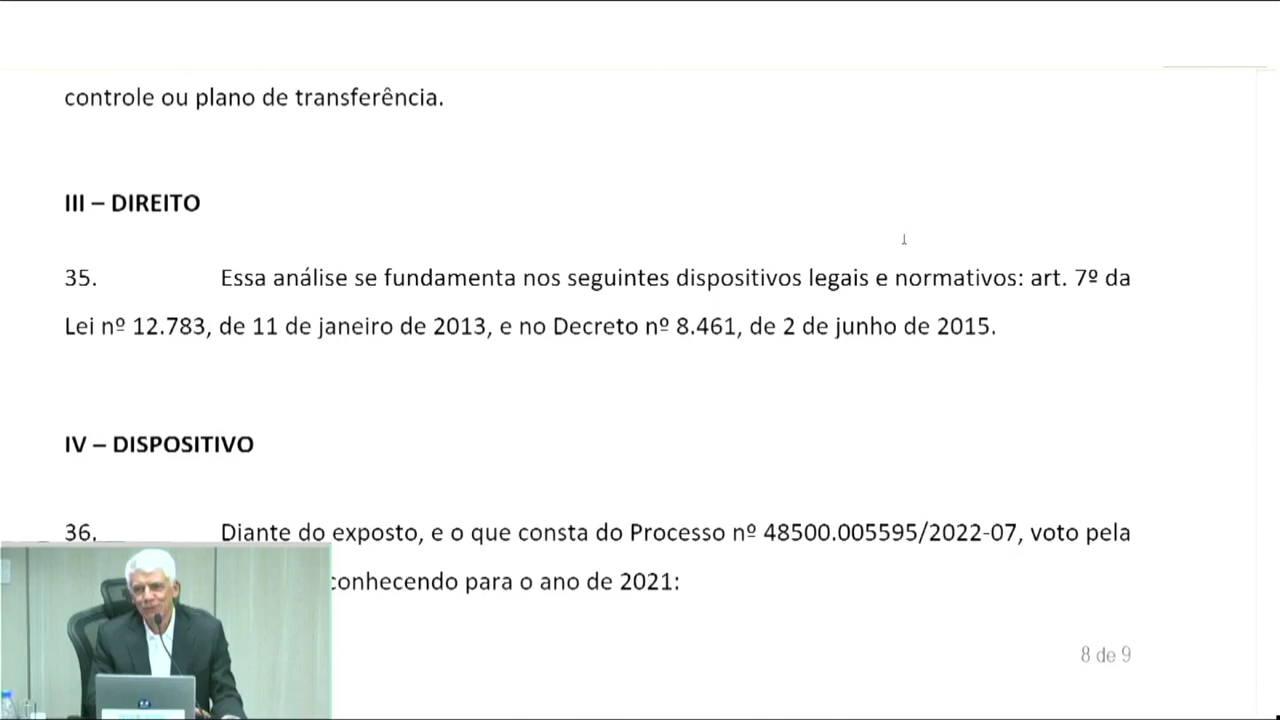 controle ou plano de transferência.
III – DIREITO
35. Essa análise se fundamenta nos seguintes dispositivos legais e normativos: art. 7º da
Lei nº 12.783, de 11 de janeiro de 2013, e no Decreto nº 8.461, de 2 de junho de 2015.
IV – DISPOSITIVO
36. Diante do exposto, e o que consta do Processo nº 48500.005595/2022-07, voto pela
conhecendo para o ano de 2021:
8 de 9